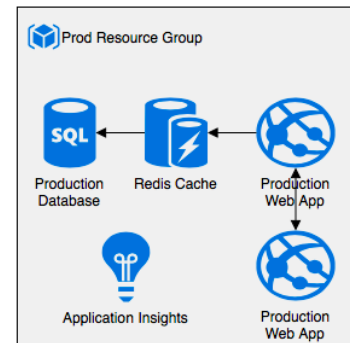 Prod Resource Group
SQL
Production
Database
Redis Cache
Production
Web App
Application Insights
Production
Web App